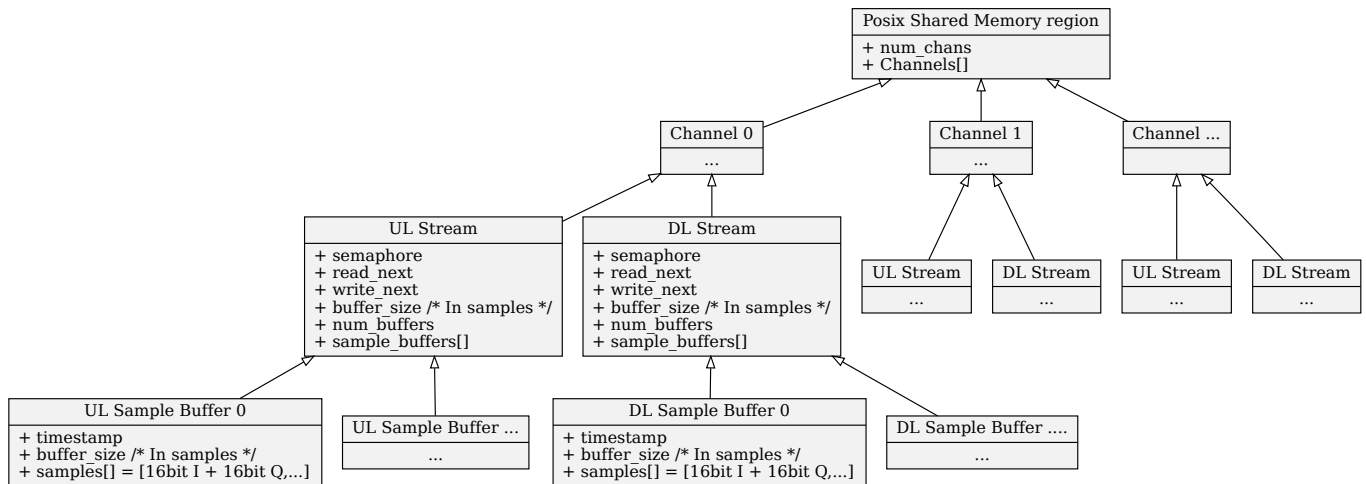 Posix Shared Memory region
+ num_chans
+ Channels[]
Channel 0
...
Channel 1
...
Channel ...
UL Stream
+ semaphore
+ read_next
+ write_next
+ buffer_size /* In samples */
+ num_buffers
+ sample_buffers[]
DL Stream
+ semaphore
+ read_next
+ write_next
+ buffer_size /* In samples */
+ num_buffers
+ sample_buffers[]
UL Stream
...
DL Stream
...
UL Stream
...
DL Stream
...
UL Sample Buffer 0
+ timestamp
+ buffer_size /* In samples */
+ samples[] = [16bit I + 16bit Q,...]
UL Sample Buffer ...
...
DL Sample Buffer 0
+ timestamp
+ buffer_size /* In samples */
+ samples[] = [16bit I + 16bit Q,...]
DL Sample Buffer ....
...